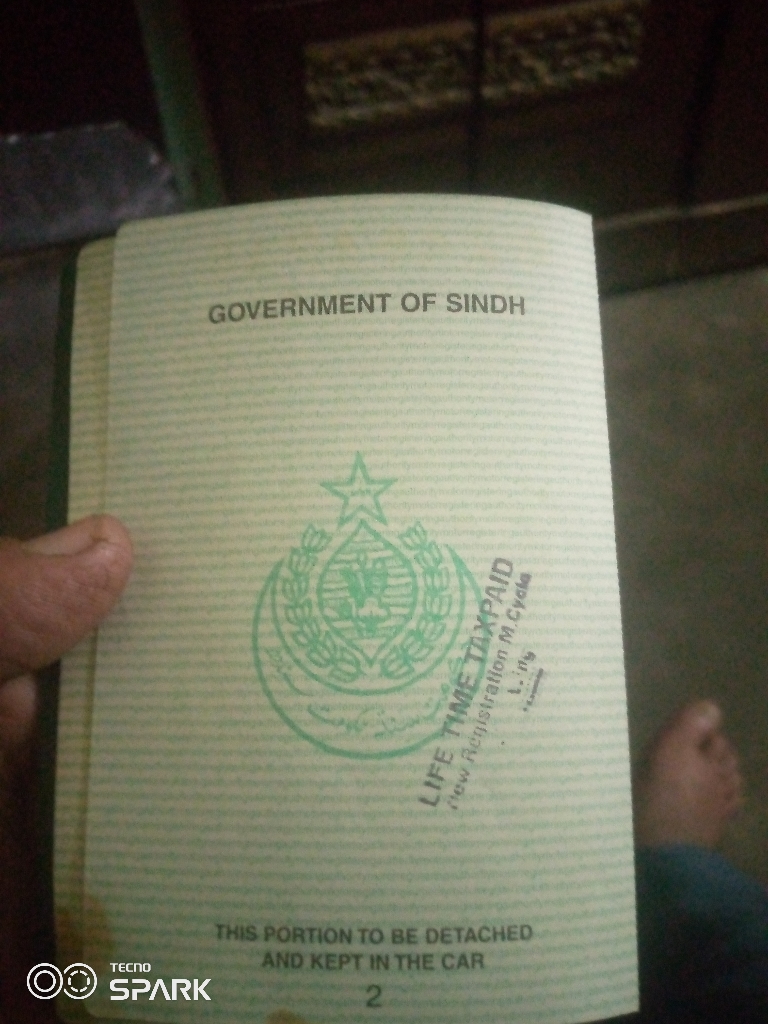 GOVERNMENT OF SINDH
LIFE TIME TAXPAID
New Registration M.Cycle
THIS PORTION TO BE DETACHED
AND KEPT IN THE CAR
2
TECNO
SPARK